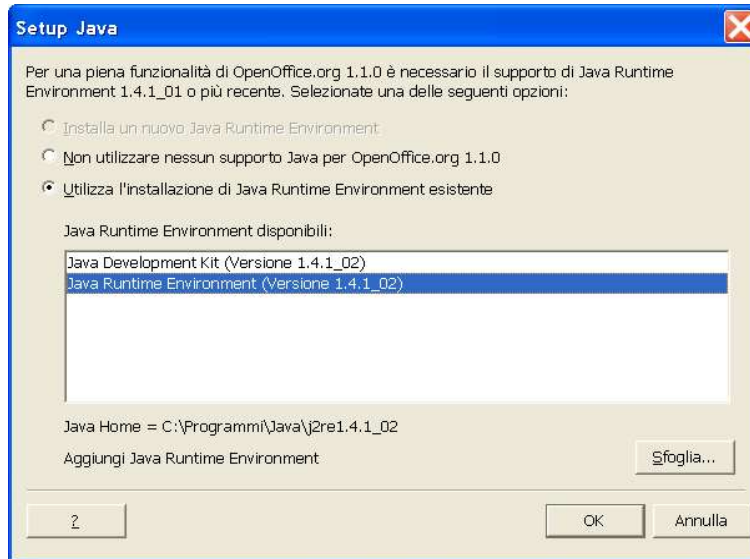 Setup Java
Per una piena funzionalità di OpenOffice.org 1.1.0 è necessario il supporto di Java Runtime
Environment 1.4.1_01 o più recente. Selezionate una delle seguenti opzioni:
Installa un nuovo Java Runtime Environment
Non utilizzare nessun supporto Java per OpenOffice.org 1.1.0
Utilizza l'installazione di Java Runtime Environment esistente
Java Runtime Environment disponibili:
Java Development Kit (Versione 1.4.1_02)
Java Runtime Environment (Versione 1.4.1_02)
Java Home = C:\Programmi\Java\j2re1.4.1_02
Aggiungi Java Runtime Environment
Sfoglia...
?
OK
Annulla